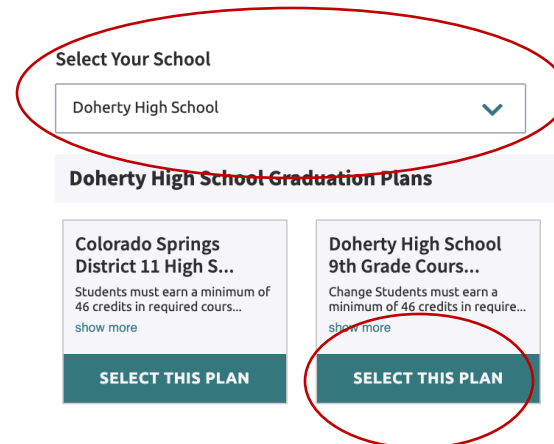 Select Your School
Doherty High School
Doherty High School Graduation Plans
Colorado Springs
District 11 High S...
Students must earn a minimum of
46 credits in required cours...
show more
SELECT THIS PLAN
Doherty High School
9th Grade Cours...
Change Students must earn a
minimum of 46 credits in require...
show more
SELECT THIS PLAN